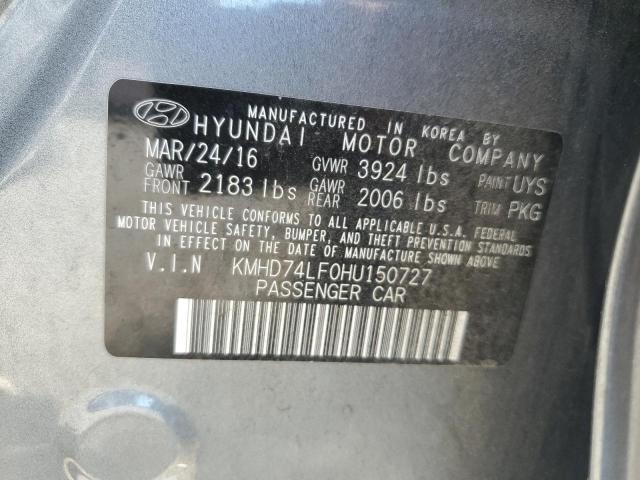 MANUFACTURED IN KOREA BY
HYUNDAI MOTOR COMPANY
MAR/24/16 GVWR 3924 lbs PAINT UYS
GAWR FRONT 2183 lbs GAWR REAR 2006 lbs TRIM PKG
THIS VEHICLE CONFORMS TO ALL APPLICABLE U.S.A. FEDERAL
MOTOR VEHICLE SAFETY, BUMPER, AND THEFT PREVENTION STANDARDS
IN EFFECT ON THE DATE OF MANUFACTURE SHOWN ABOVE.
V.I.N KMHD74LF0HU150727
PASSENGER CAR